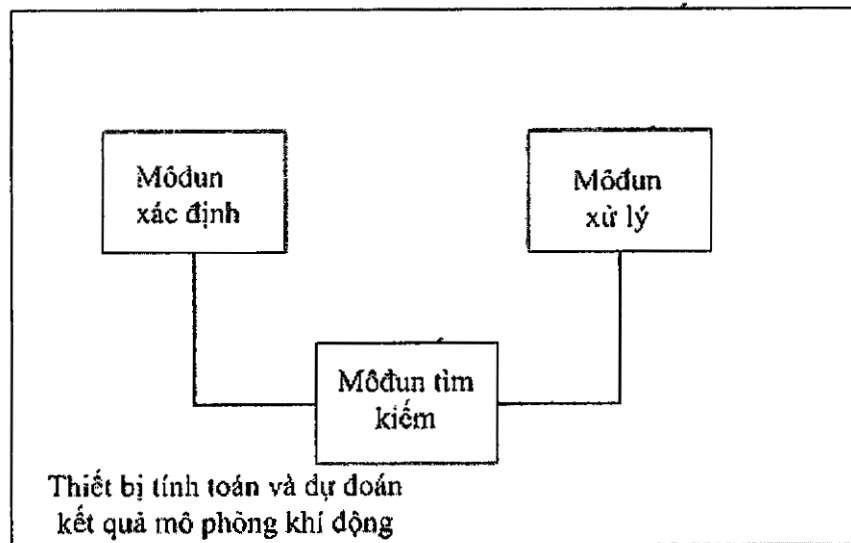 Môđun
xác định
Môđun
xử lý
Môđun tìm
kiếm
Thiết bị tính toán và dự đoán
kết quả mô phỏng khí động